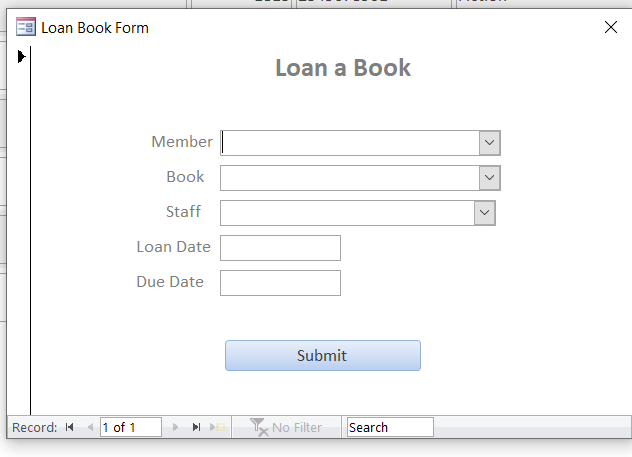 Loan Book Form
Loan a Book
Member
Book
Staff
Loan Date
Due Date
Submit
Record: 1 of 1 No Filter Search